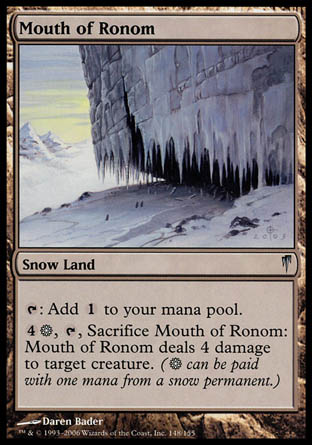 Mouth of Ronom
2003
Snow Land
: Add 1 to your mana pool.
4 , , Sacrifice Mouth of Ronom:
Mouth of Ronom deals 4 damage
to target creature. ( can be paid
with one mana from a snow permanent.)
Daren Bader
™ & © 1993–2006 Wizards of the Coast, Inc. 148/155